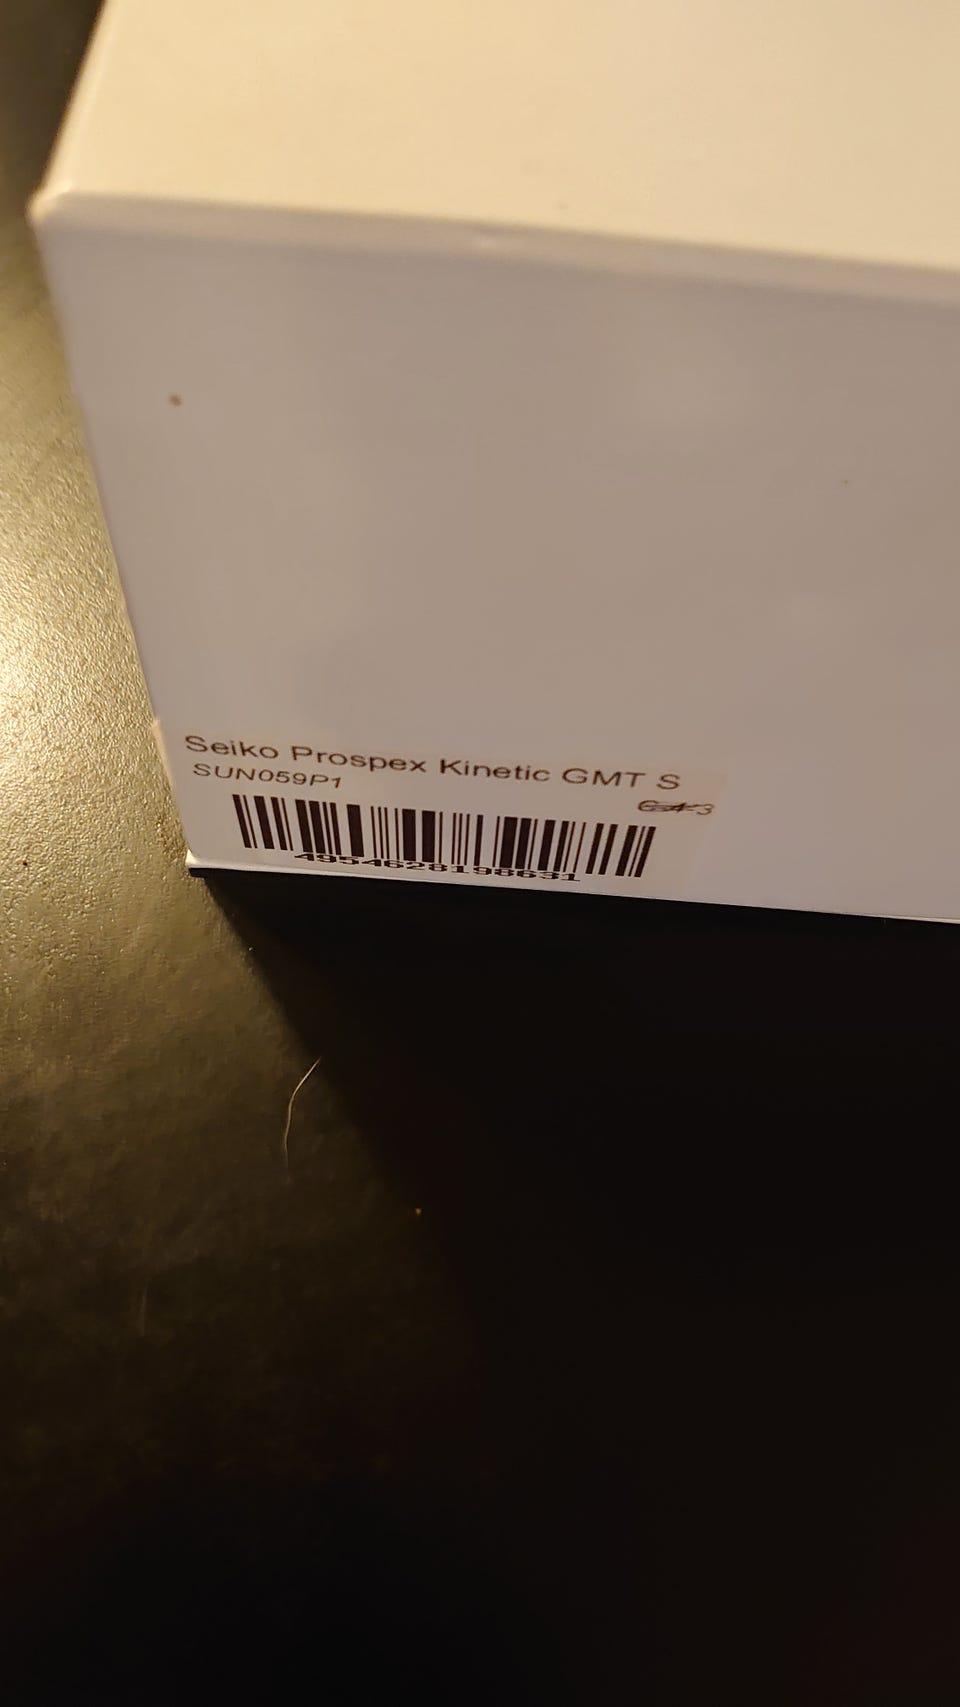 Seiko Prospex Kinetic GMT S
SUN059P1
4954628198631